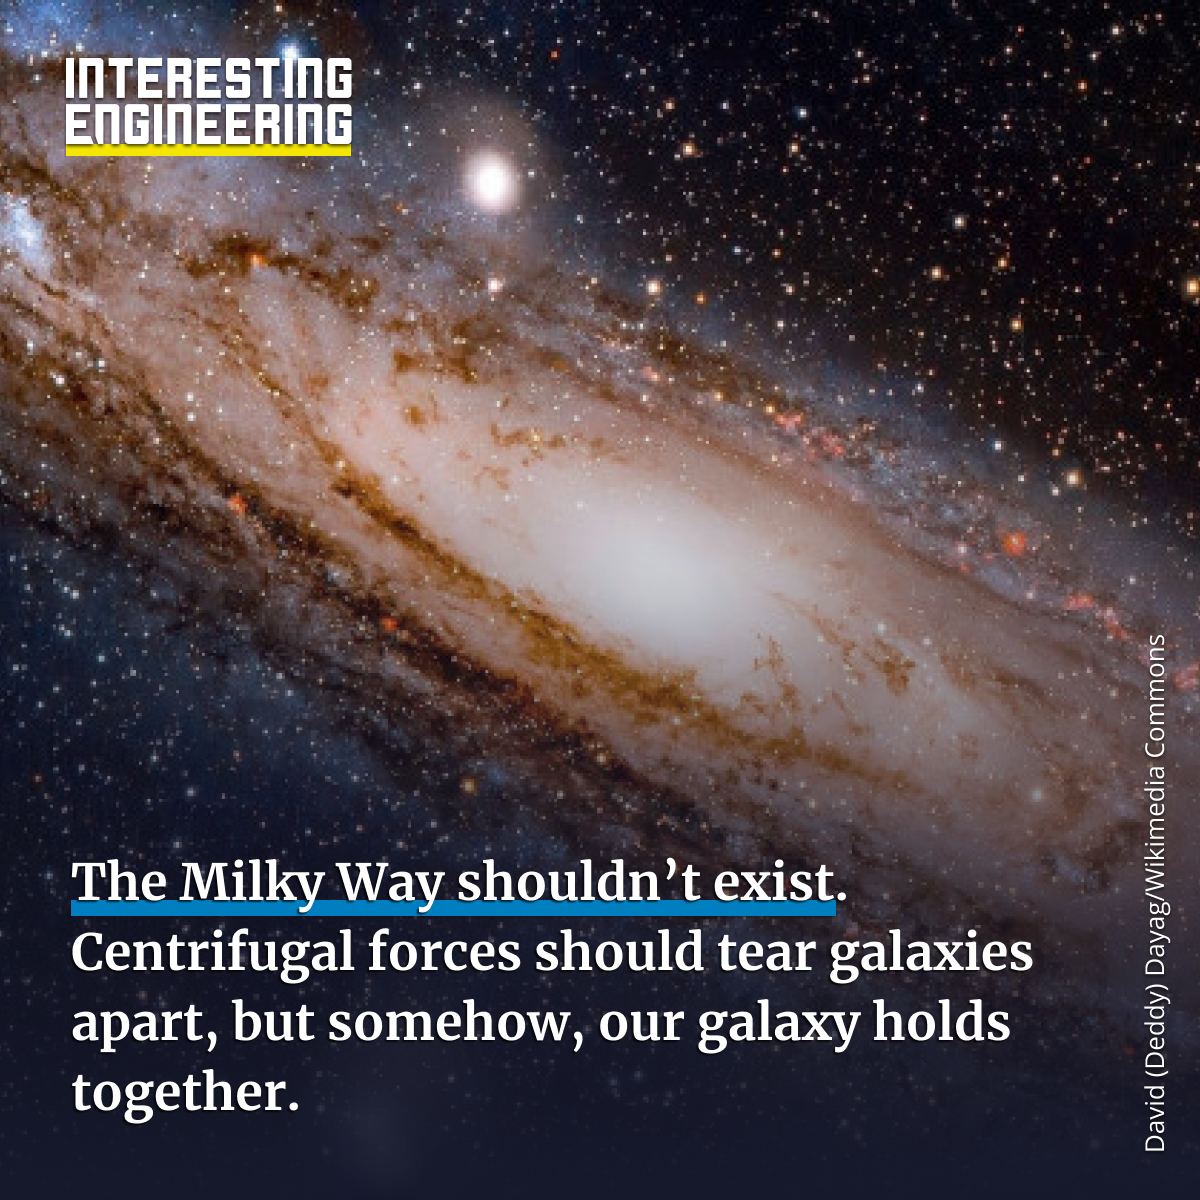 INTERESTING
ENGINEERING
The Milky Way shouldn’t exist.
Centrifugal forces should tear galaxies
apart, but somehow, our galaxy holds
together.
David (Deddy) Dayag/Wikimedia Commons